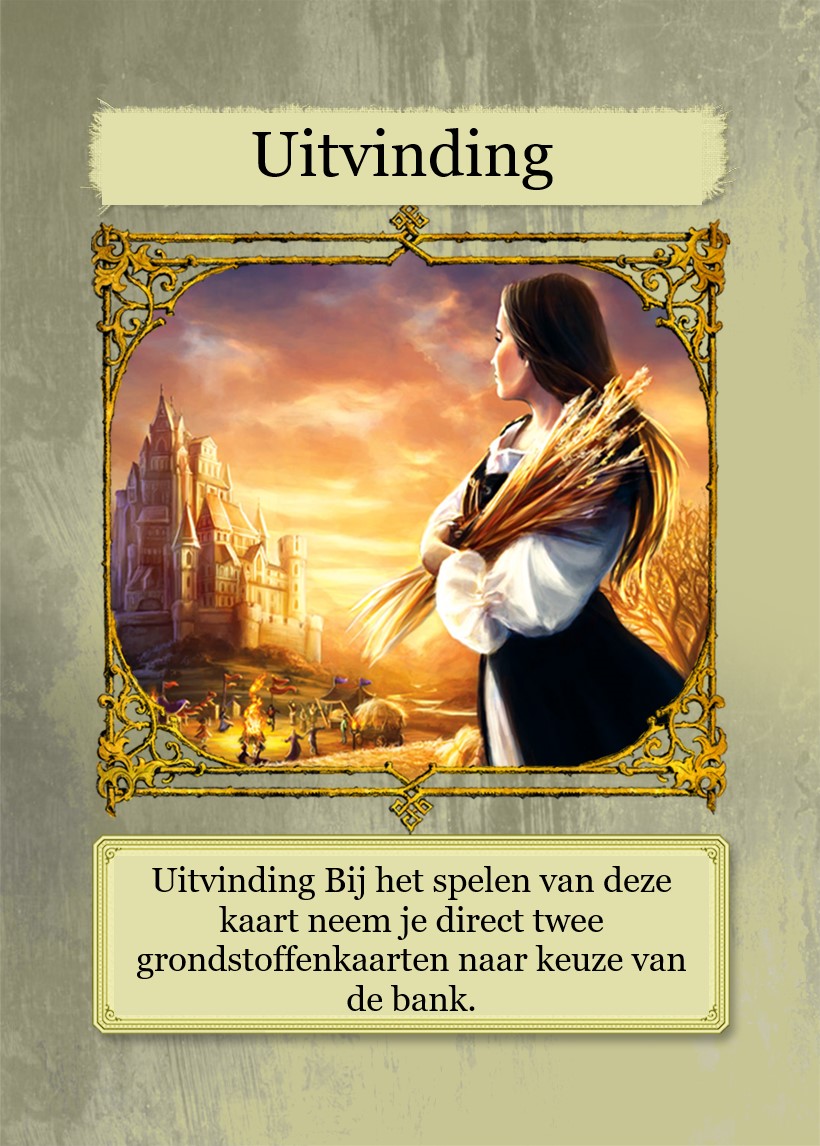 Uitvinding
Uitvinding Bij het spelen van deze
kaart neem je direct twee
grondstoffenkaarten naar keuze van
de bank.